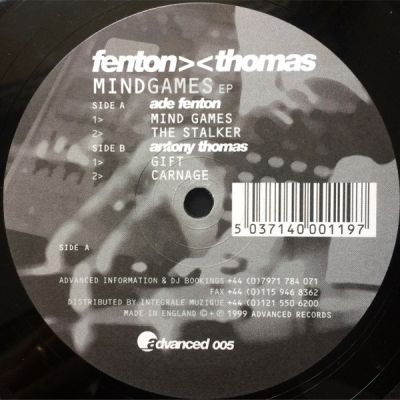 fenton><thomas
MINDGAMES EP
SIDE A ade fenton
1> MIND GAMES
2> THE STALKER
SIDE B antony thomas
1> GIFT
2> CARNAGE
5 037140 001197
SIDE A
ADVANCED INFORMATION & DJ BOOKINGS +44 (0)7971 784 071
FAX +44 (0)115 946 8362
DISTRIBUTED BY INTEGRALE MUZIQUE +44 (0)121 550 6200
MADE IN ENGLAND © + ℗ 1999 ADVANCED RECORDS
advanced 005